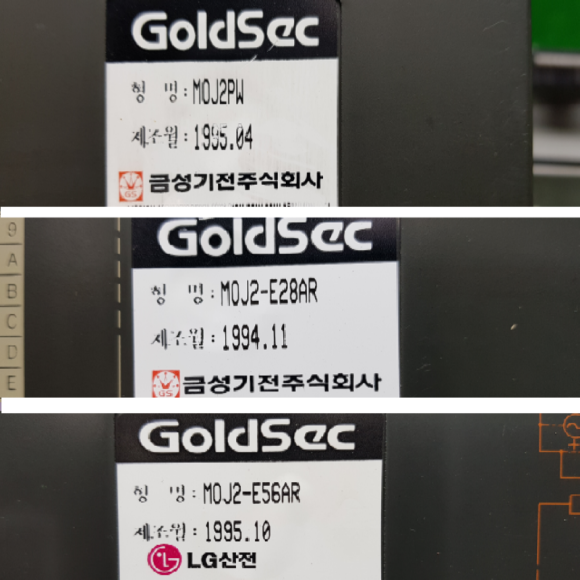 GoldSec
형 명: MOJ2PW
제조월: 1995.04
GS 금성기전주식회사
GoldSec
9
A
B
C
D
E
형 명: MOJ2-E28AR
제조월: 1994.11
GS 금성기전주식회사
GoldSec
형 명: MOJ2-E56AR
제조월: 1995.10
LG산전